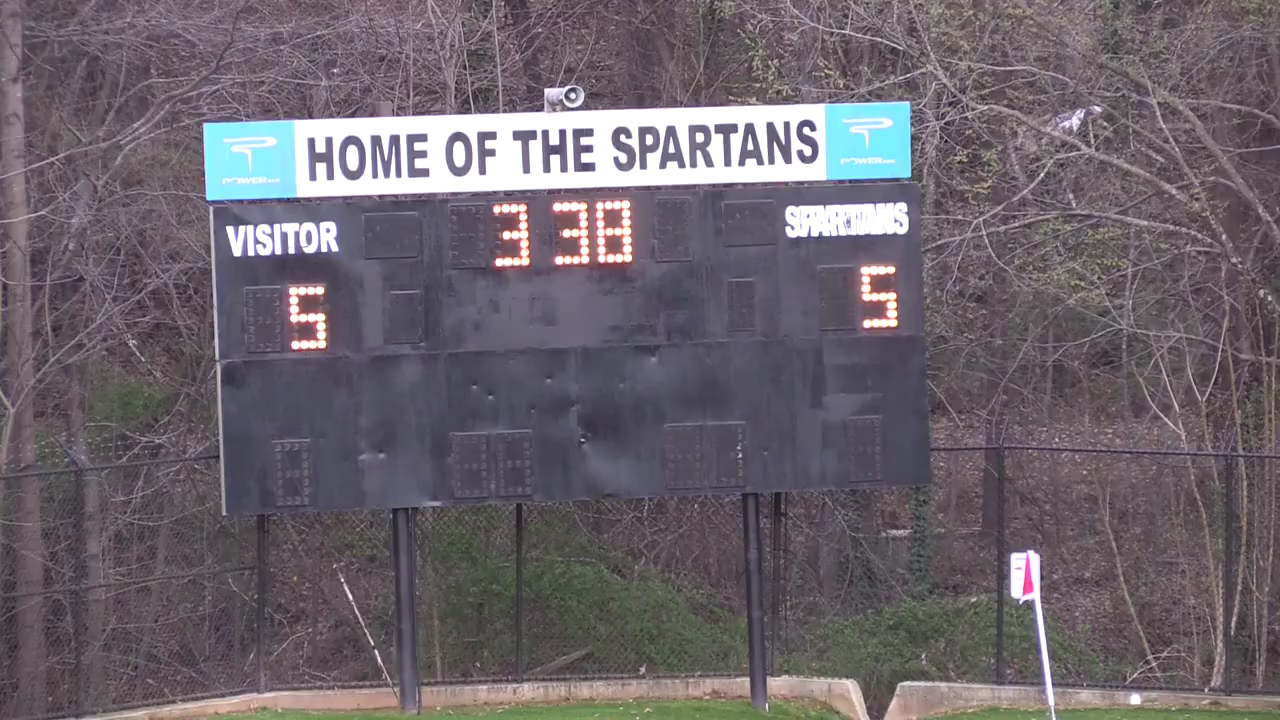 HOME OF THE SPARTANS
POWER
POWER
VISITOR
3 38
SPARTANS
5
5